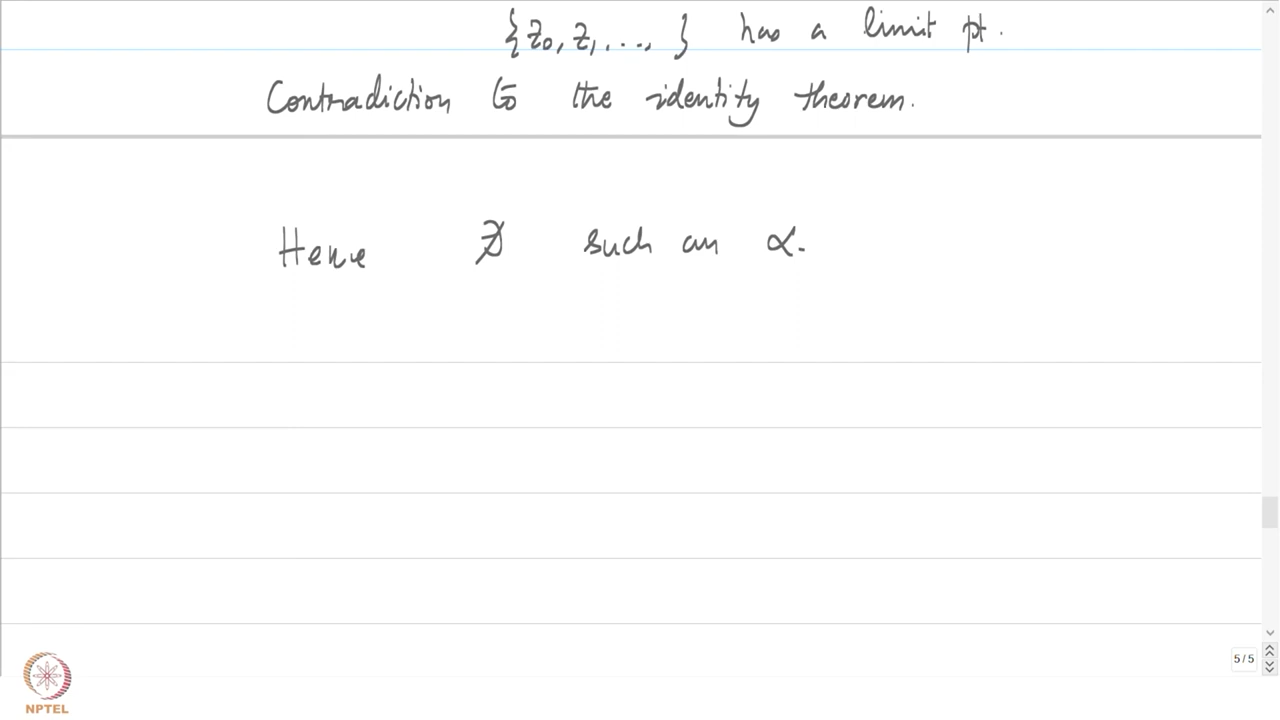 {z₀, z₁, ..., } has a limit pt.
Contradiction to the identity theorem.
Hence ∄ such an α.
5 / 5
NPTEL